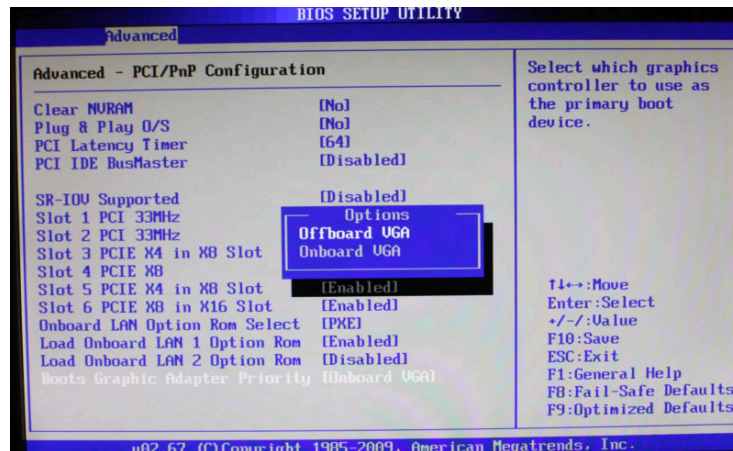 BIOS SETUP UTILITY
Advanced
Advanced - PCI/PnP Configuration
Clear NVRAM [No]
Plug & Play O/S [No]
PCI Latency Timer [64]
PCI IDE BusMaster [Disabled]
SR-IOV Supported [Disabled]
Slot 1 PCI 33MHz
Slot 2 PCI 33MHz
Slot 3 PCIE X4 in X8 Slot
Slot 4 PCIE X8
Slot 5 PCIE X4 in X8 Slot [Enabled]
Slot 6 PCIE X8 in X16 Slot [Enabled]
Onboard LAN Option Rom Select [PXE]
Load Onboard LAN 1 Option Rom [Enabled]
Load Onboard LAN 2 Option Rom [Disabled]
Boots Graphic Adapter Priority [Onboard VGA]
Options
Offboard VGA
Onboard VGA
Select which graphics
controller to use as
the primary boot
device.
↑↓←→:Move
Enter:Select
+/-/:Value
F10:Save
ESC:Exit
F1:General Help
F8:Fail-Safe Defaults
F9:Optimized Defaults
v02.67 (C)Copyright 1985-2009, American Megatrends, Inc.